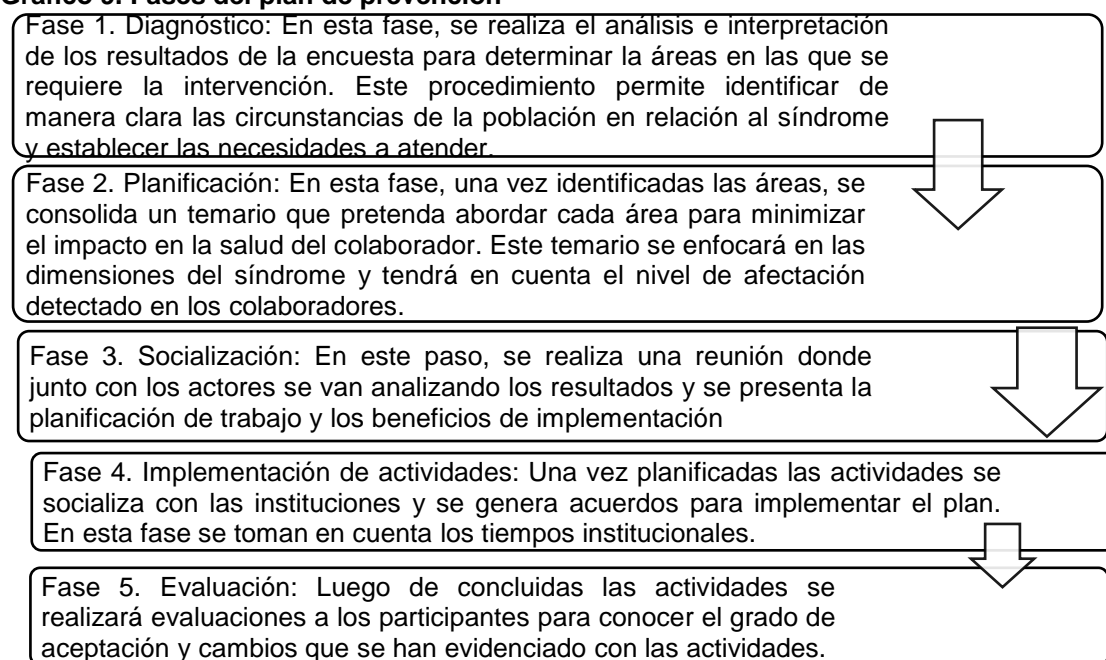 Gráfico 9. Fases del plan de prevención
Fase 1. Diagnóstico: En esta fase, se realiza el análisis e interpretación
de los resultados de la encuesta para determinar la áreas en las que se
requiere la intervención. Este procedimiento permite identificar de
manera clara las circunstancias de la población en relación al síndrome
y establecer las necesidades a atender.
Fase 2. Planificación: En esta fase, una vez identificadas las áreas, se
consolida un temario que pretenda abordar cada área para minimizar
el impacto en la salud del colaborador. Este temario se enfocará en las
dimensiones del síndrome y tendrá en cuenta el nivel de afectación
detectado en los colaboradores.
Fase 3. Socialización: En este paso, se realiza una reunión donde
junto con los actores se van analizando los resultados y se presenta la
planificación de trabajo y los beneficios de implementación
Fase 4. Implementación de actividades: Una vez planificadas las actividades se
socializa con las instituciones y se genera acuerdos para implementar el plan.
En esta fase se toman en cuenta los tiempos institucionales.
Fase 5. Evaluación: Luego de concluidas las actividades se
realizará evaluaciones a los participantes para conocer el grado de
aceptación y cambios que se han evidenciado con las actividades.